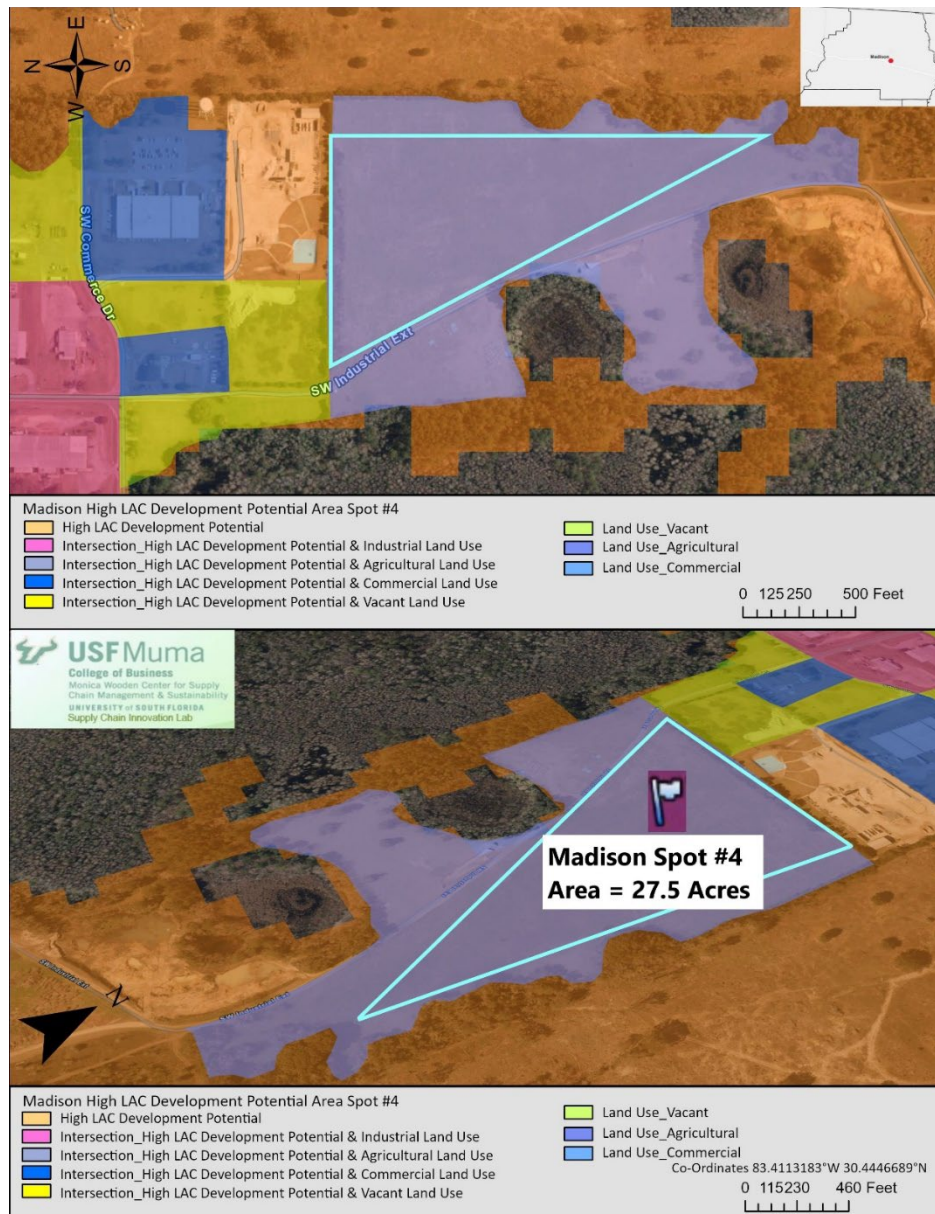 E
N
S
W
Madison
SW Commerce Dr
SW Industrial Ext
Madison High LAC Development Potential Area Spot #4
High LAC Development Potential
Intersection_High LAC Development Potential & Industrial Land Use
Intersection_High LAC Development Potential & Agricultural Land Use
Intersection_High LAC Development Potential & Commercial Land Use
Intersection_High LAC Development Potential & Vacant Land Use
Land Use_Vacant
Land Use_Agricultural
Land Use_Commercial
0 125 250 500 Feet
USF Muma
College of Business
Monica Wooden Center for Supply
Chain Management & Sustainability
UNIVERSITY of SOUTH FLORIDA
Supply Chain Innovation Lab
Madison Spot #4
Area = 27.5 Acres
SW Industrial Ext
SW Industrial Ext
N
Madison High LAC Development Potential Area Spot #4
High LAC Development Potential
Intersection_High LAC Development Potential & Industrial Land Use
Intersection_High LAC Development Potential & Agricultural Land Use
Intersection_High LAC Development Potential & Commercial Land Use
Intersection_High LAC Development Potential & Vacant Land Use
Land Use_Vacant
Land Use_Agricultural
Land Use_Commercial
Co-Ordinates 83.4113183°W 30.4446689°N
0 115 230 460 Feet